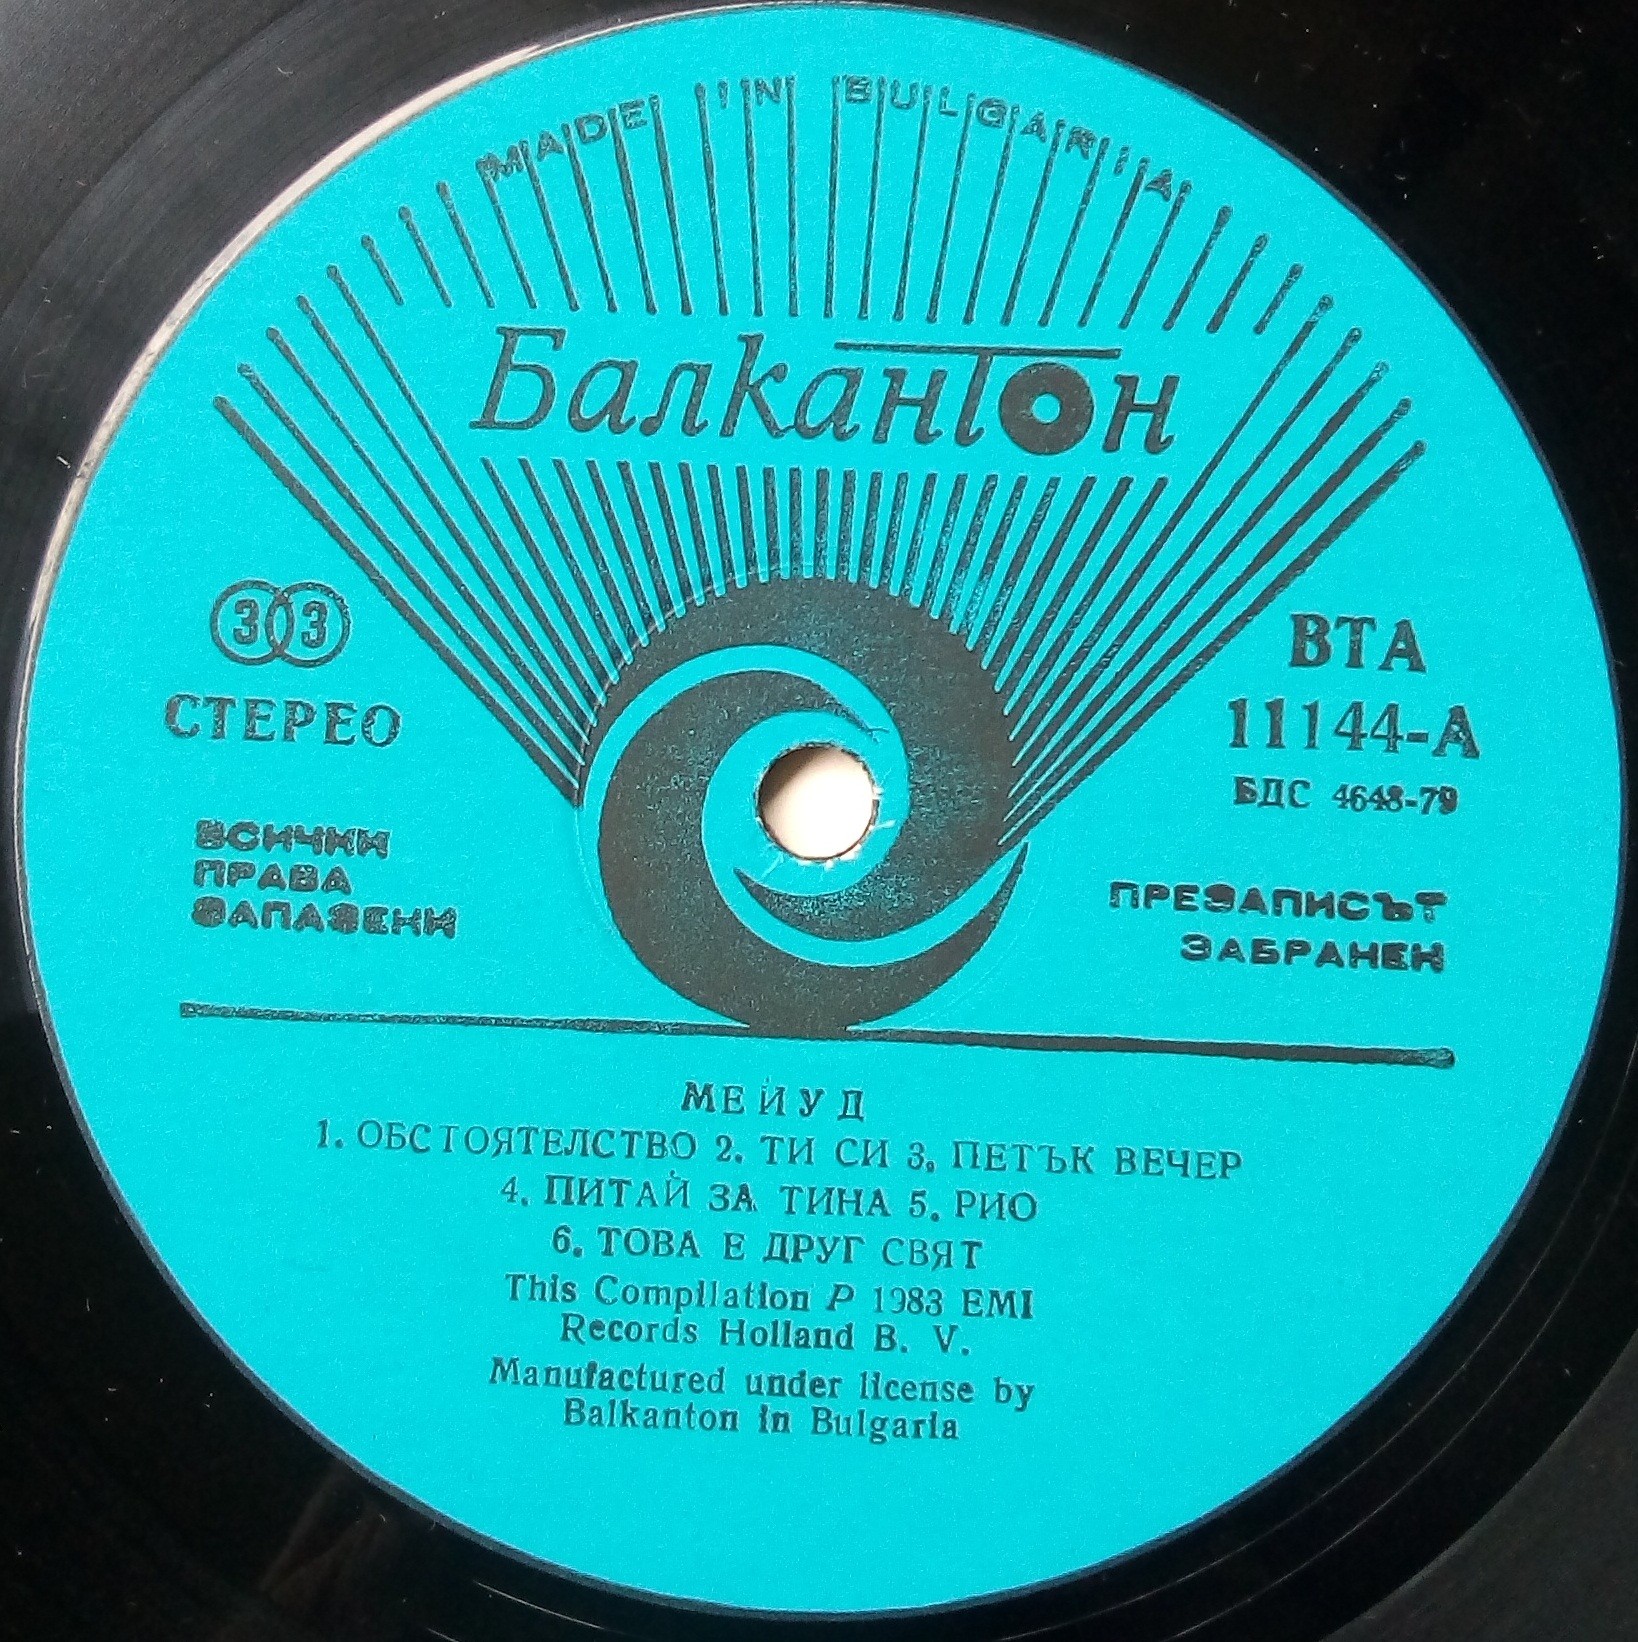 MADE IN BULGARIA
Балкантон
33
СТЕРЕО
ВСИЧКИ
ПРАВА
ЗАПАЗЕНИ
ВТА
11144-А
БДС 4648-79
ПРЕЗАПИСЪТ
ЗАБРАНЕН
МЕЙУД
1. ОБСТОЯТЕЛСТВО 2. ТИ СИ 3. ПЕТЪК ВЕЧЕР
4. ПИТАЙ ЗА ТИНА 5. РИО
6. ТОВА Е ДРУГ СВЯТ
This Compilation P 1983 EMI
Records Holland B. V.
Manufactured under license by
Balkanton in Bulgaria